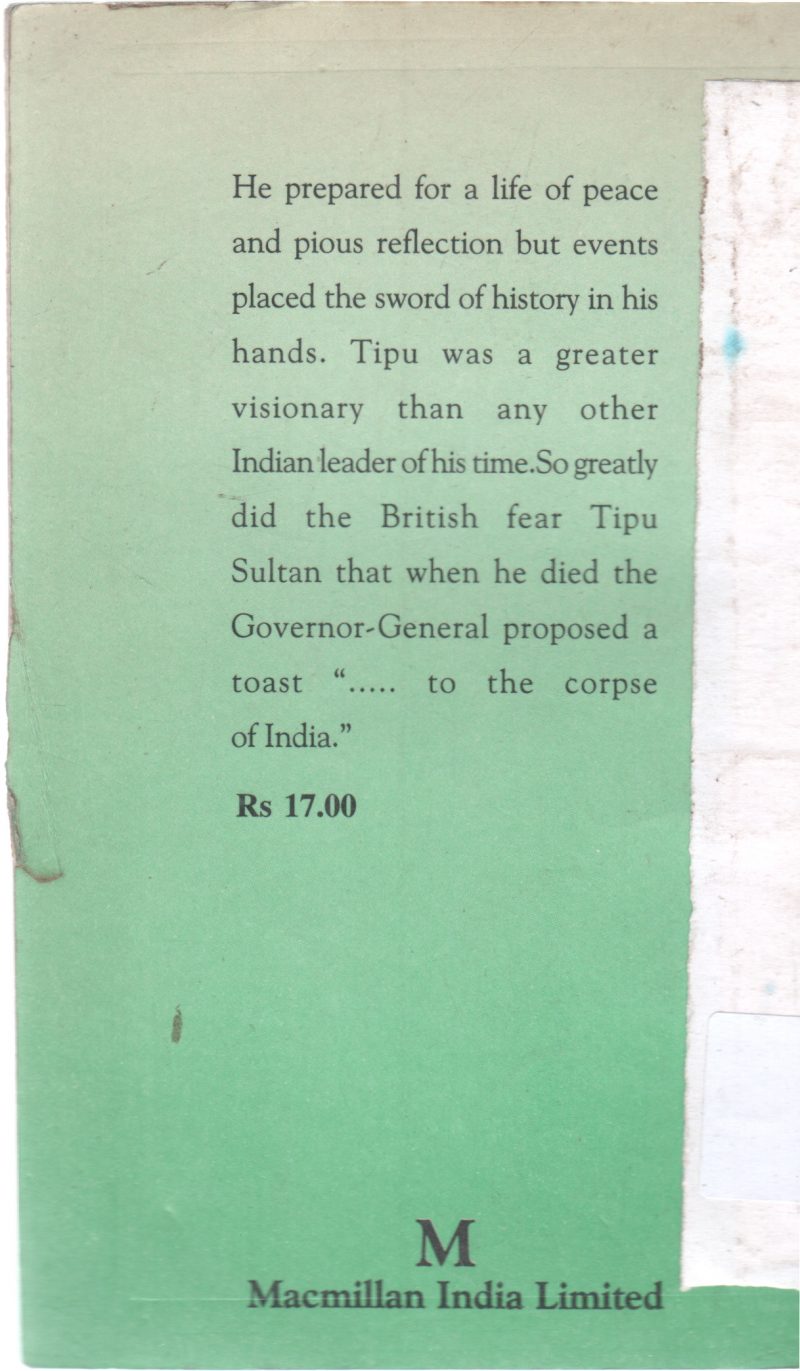 He prepared for a life of peace
and pious reflection but events
placed the sword of history in his
hands. Tipu was a greater
visionary than any other
Indian leader of his time.So greatly
did the British fear Tipu
Sultan that when he died the
Governor-General proposed a
toast “..... to the corpse
of India.”
Rs 17.00
M
Macmillan India Limited